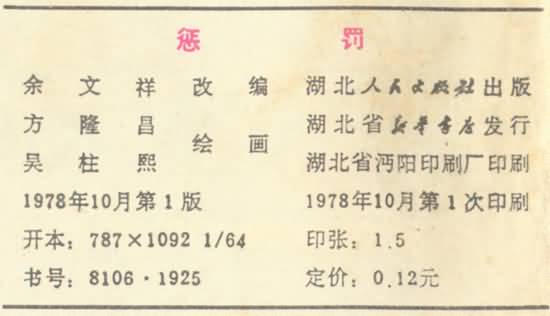 惩 罚
余文祥改编 湖北人民出版社出版
方隆昌 湖北省新华书店发行
绘画
吴柱熙 湖北省沔阳印刷厂印刷
1978年10月第1版 1978年10月第1次印刷
开本：787×1092 1/64 印张：1.5
书号：8106·1925 定价：0.12元